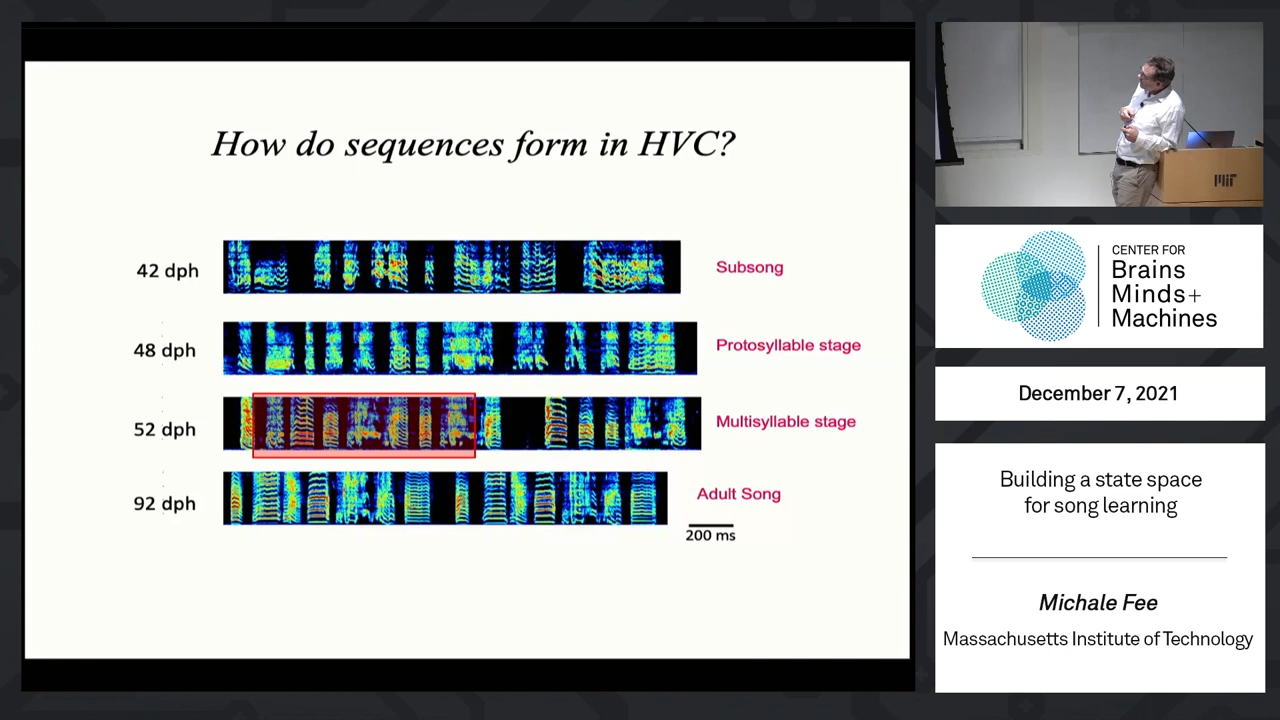 How do sequences form in HVC?
42 dph
Subsong
48 dph
Protosyllable stage
52 dph
Multisyllable stage
92 dph
Adult Song
200 ms
MIT
CENTER FOR
Brains
Minds+
Machines
December 7, 2021
Building a state space
for song learning
Michale Fee
Massachusetts Institute of Technology